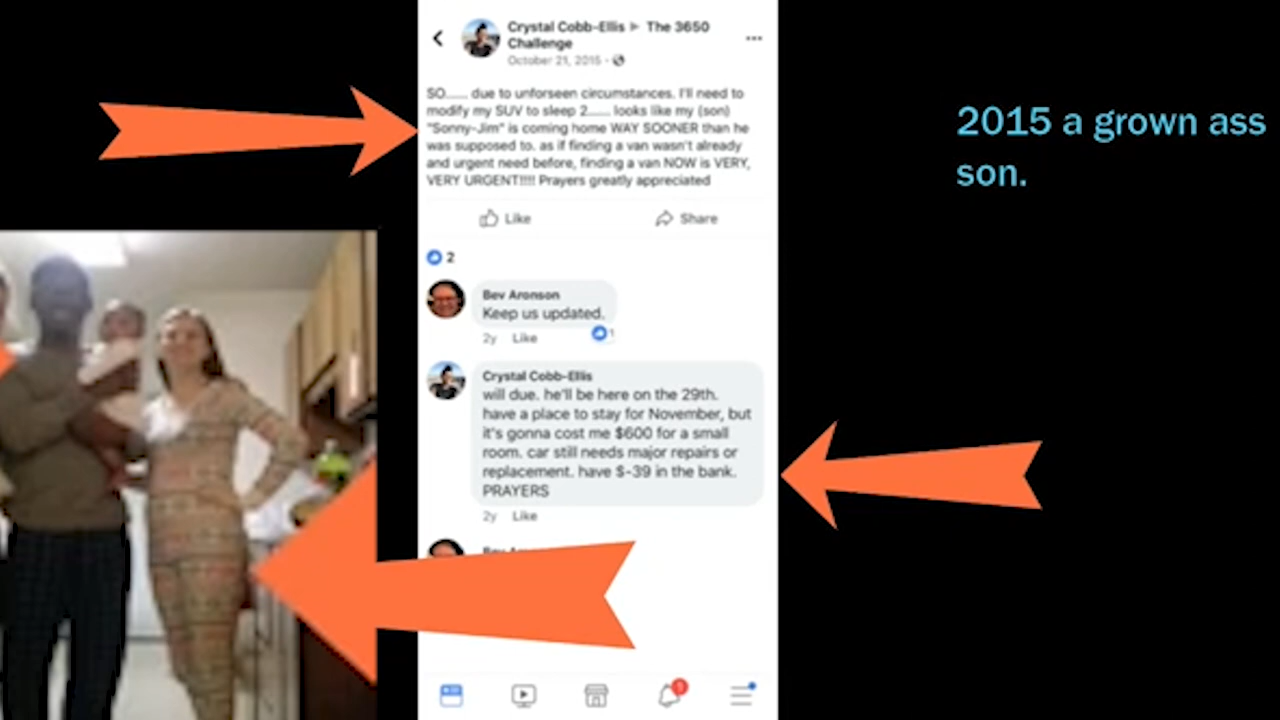 Crystal Cobb-Ellis ▶ The 3650
Challenge
October 21, 2015 ·
SO...... due to unforseen circumstances. I'll need to
modify my SUV to sleep 2...... looks like my (son)
"Sonny-Jim" is coming home WAY SOONER than he
was supposed to. as if finding a van wasn't already
and urgent need before, finding a van NOW is VERY,
VERY URGENT!!!! Prayers greatly appreciated
Like
Share
2
Bev Aronson
Keep us updated.
1
2y Like
Crystal Cobb-Ellis
will due. he'll be here on the 29th.
have a place to stay for November, but
it's gonna cost me $600 for a small
room. car still needs major repairs or
replacement. have $-39 in the bank.
PRAYERS
2y Like
1
2015 a grown ass
son.